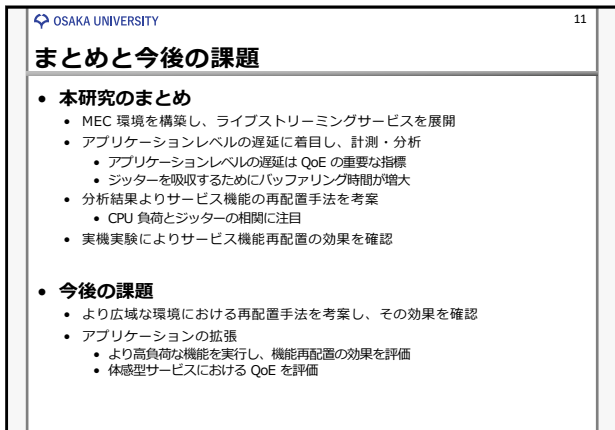 OSAKA UNIVERSITY
11
まとめと今後の課題
• 本研究のまとめ
• MEC 環境を構築し、ライブストリーミングサービスを展開
• アプリケーションレベルの遅延に着目し、計測・分析
• アプリケーションレベルの遅延は QoE の重要な指標
• ジッターを吸収するためにバッファリング時間が増大
• 分析結果よりサービス機能の再配置手法を考案
• CPU 負荷とジッターの相関に注目
• 実機実験によりサービス機能再配置の効果を確認
• 今後の課題
• より広域な環境における再配置手法を考案し、その効果を確認
• アプリケーションの拡張
• より高負荷な機能を実行し、機能再配置の効果を評価
• 体感型サービスにおける QoE を評価